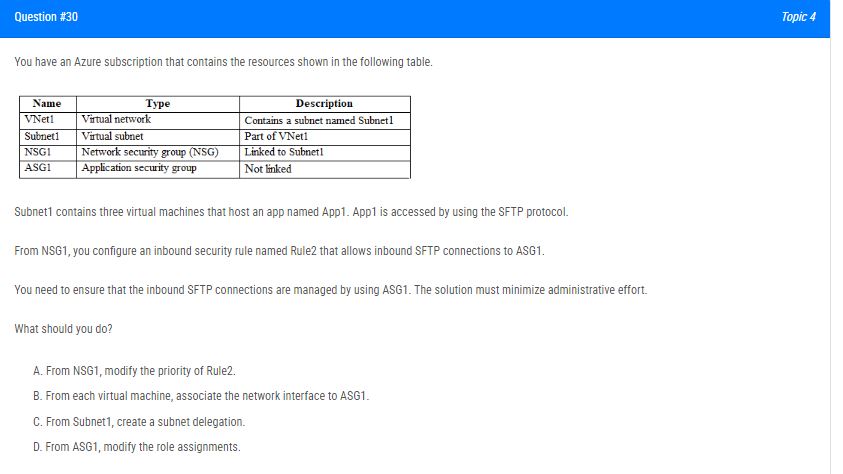 Question #30 Topic 4
You have an Azure subscription that contains the resources shown in the following table.
Name Type Description
VNet1 Virtual network Contains a subnet named Subnet1
Subnet1 Virtual subnet Part of VNet1
NSG1 Network security group (NSG) Linked to Subnet1
ASG1 Application security group Not linked
Subnet1 contains three virtual machines that host an app named App1. App1 is accessed by using the SFTP protocol.
From NSG1, you configure an inbound security rule named Rule2 that allows inbound SFTP connections to ASG1.
You need to ensure that the inbound SFTP connections are managed by using ASG1. The solution must minimize administrative effort.
What should you do?
A. From NSG1, modify the priority of Rule2.
B. From each virtual machine, associate the network interface to ASG1.
C. From Subnet1, create a subnet delegation.
D. From ASG1, modify the role assignments.